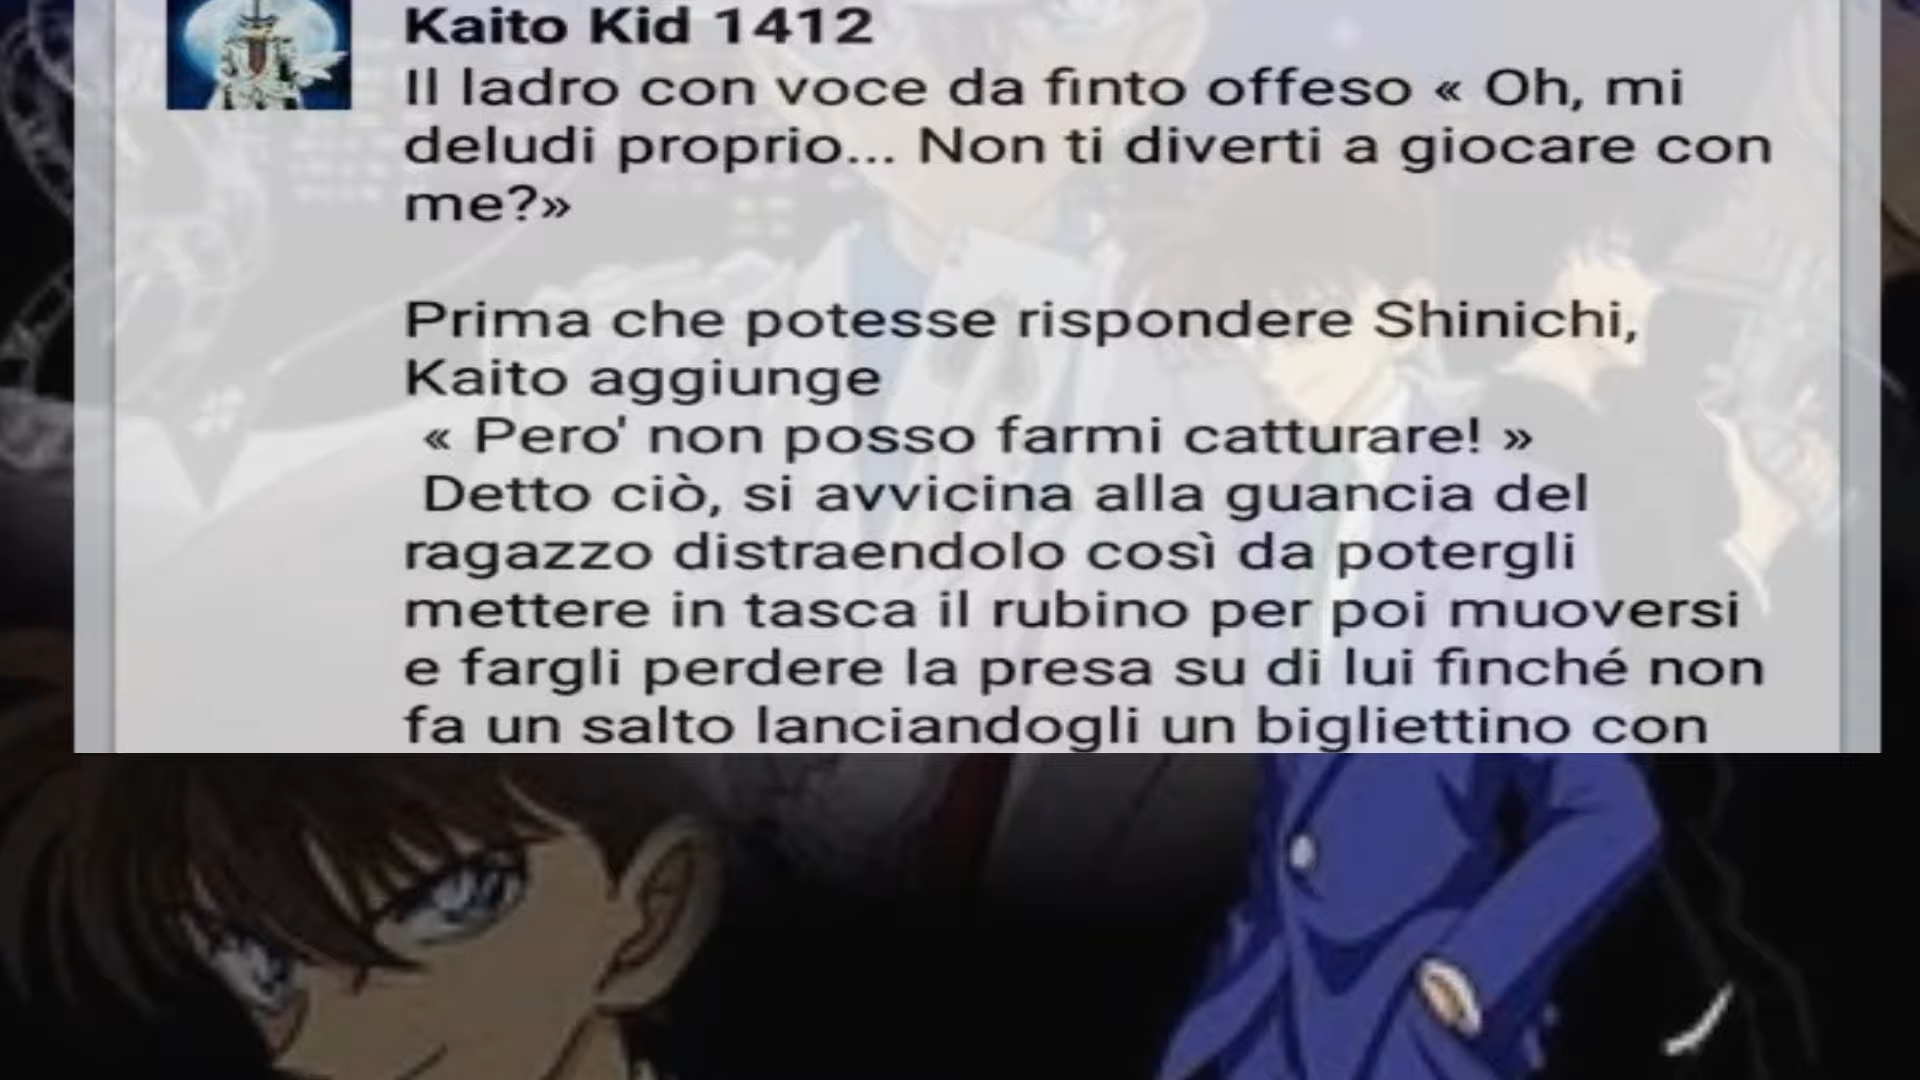 Kaito Kid 1412
Il ladro con voce da finto offeso « Oh, mi
deludi proprio... Non ti diverti a giocare con
me?»
Prima che potesse rispondere Shinichi,
Kaito aggiunge
« Pero' non posso farmi catturare! »
Detto ciò, si avvicina alla guancia del
ragazzo distraendolo così da potergli
mettere in tasca il rubino per poi muoversi
e fargli perdere la presa su di lui finché non
fa un salto lanciandogli un bigliettino con